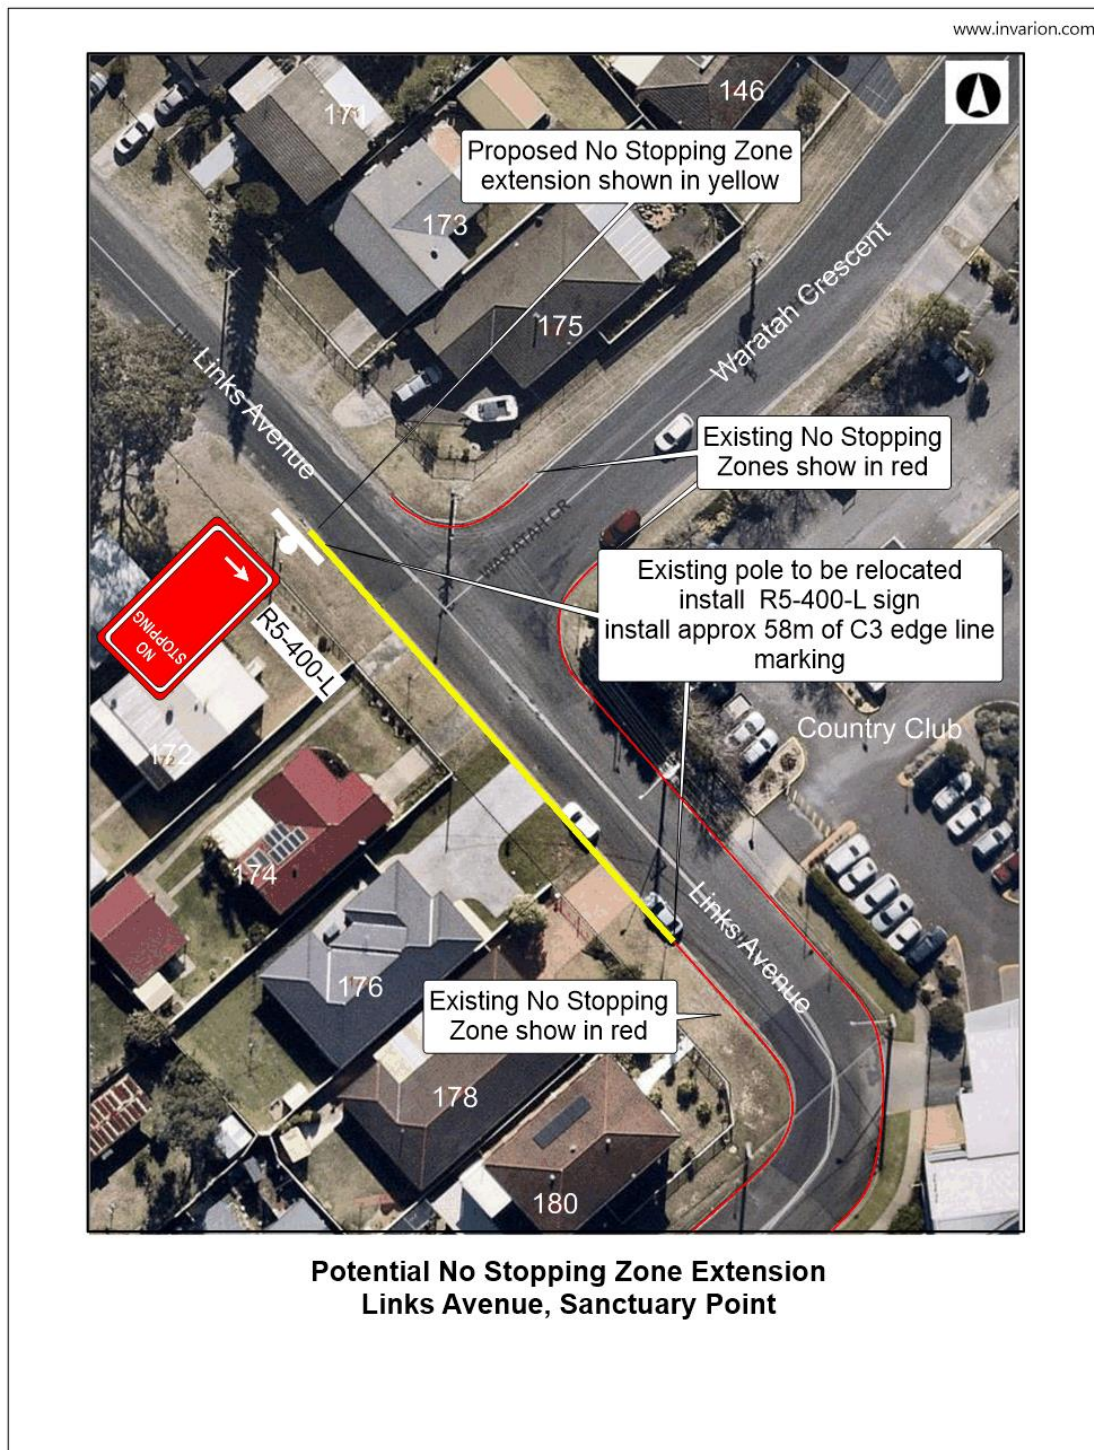 www.invarion.com
171
146
Proposed No Stopping Zone
extension shown in yellow
173
175
Waratah Crescent
Links Avenue
Existing No Stopping
Zones show in red
WARATAH CR
Existing pole to be relocated
install R5-400-L sign
install approx 58m of C3 edge line
marking
NO
STOPPING
R5-400-L
Country Club
172
174
Links Avenue
176
Existing No Stopping
Zone show in red
178
180
Potential No Stopping Zone Extension
Links Avenue, Sanctuary Point